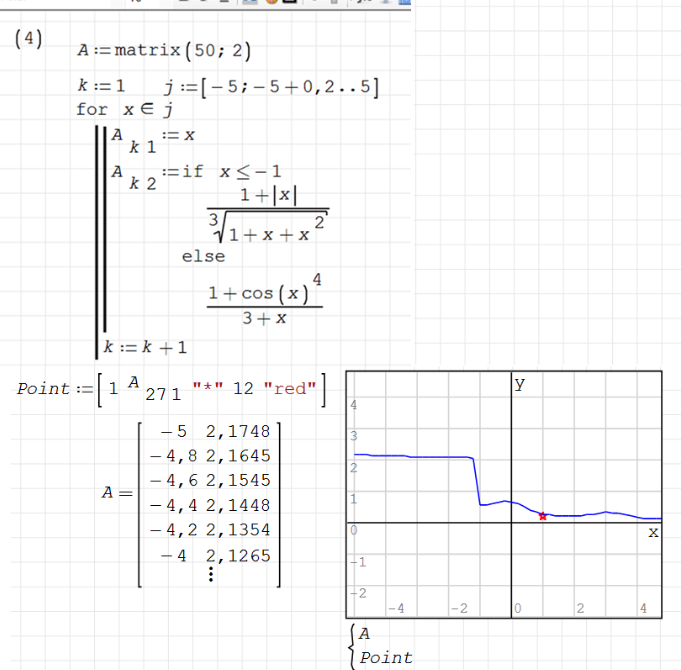 (4)
A:=matrix(50; 2)
k:=1 j:=[-5;-5+0,2..5]
for x∈j
A k 1 :=x
A k 2 :=if x≤-1
1+|x|
3√1+x+x 2
else
1+cos(x) 4
3+x
k:=k+1
Point:=[1 A 27 1 "*" 12 "red"]
-5 2,1748
-4,8 2,1645
-4,6 2,1545
A= -4,4 2,1448
-4,2 2,1354
-4 2,1265
⋮
y
4
3
2
1
0
x
-1
-2
-4 -2 0 2 4
{A
Point